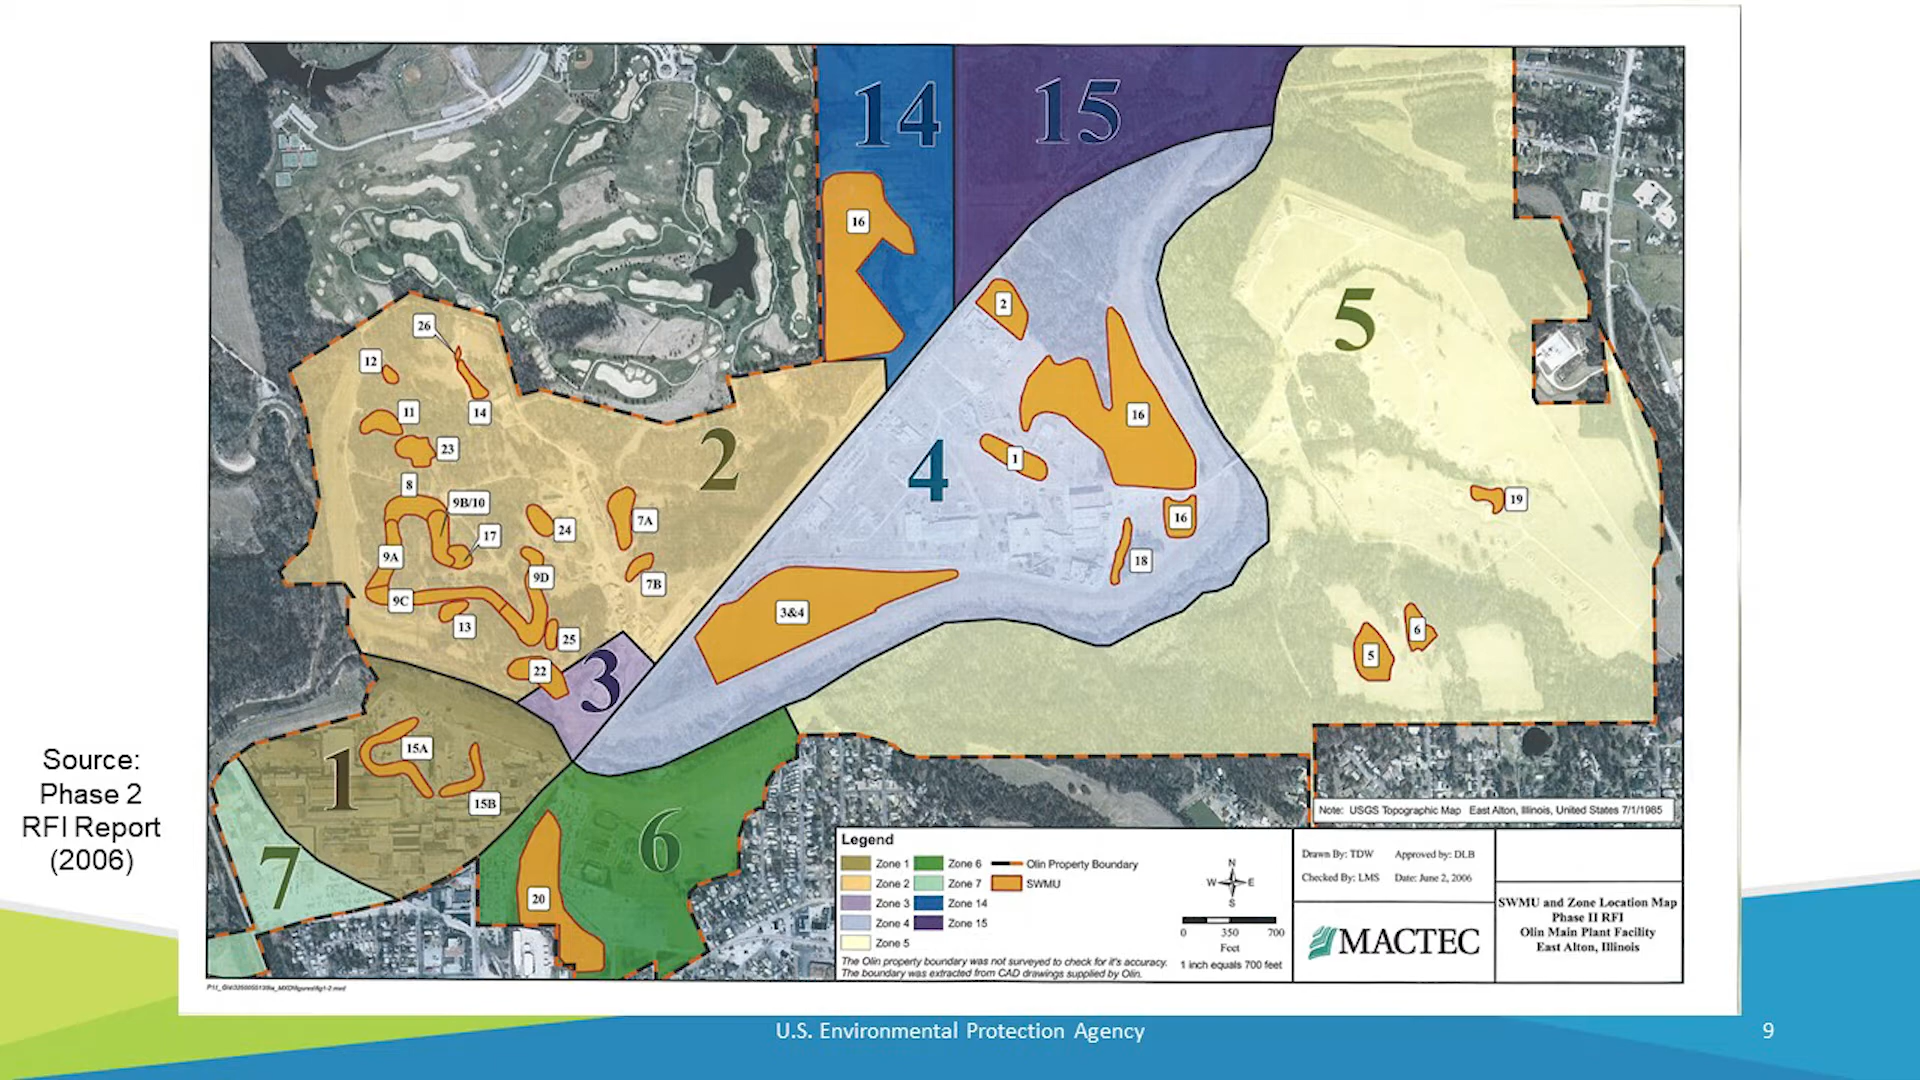 14
15
16
2
5
26
12
14
11
16
23
2
4
1
8
9B/10
19
24
7A
16
17
9A
18
9D
7B
9C
3&4
13
25
6
5
22
3
15A
1
15B
6
7
20
Source:
Phase 2
RFI Report
(2006)
Note: USGS Topographic Map East Alton, Illinois, United States 7/1/1985
Legend
Zone 1
Zone 2
Zone 3
Zone 4
Zone 5
Zone 6
Zone 7
Zone 14
Zone 15
Olin Property Boundary
SWMU
The Olin property boundary was not surveyed to check for it's accuracy.
The boundary was extracted from CAD drawings supplied by Olin.
N
W E
S
0 350 700
Feet
1 inch equals 700 feet
Drawn By: TDW Approved by: DLB
Checked By: LMS Date: June 2, 2006
MACTEC
SWMU and Zone Location Map
Phase II RFI
Olin Main Plant Facility
East Alton, Illinois
U.S. Environmental Protection Agency
9